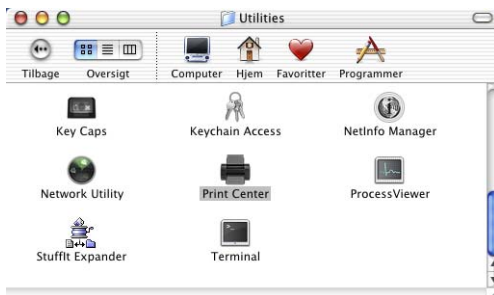 Utilities
Tilbage Oversigt Computer Hjem Favoritter Programmer
Key Caps Keychain Access NetInfo Manager
Network Utility Print Center ProcessViewer
StuffIt Expander Terminal